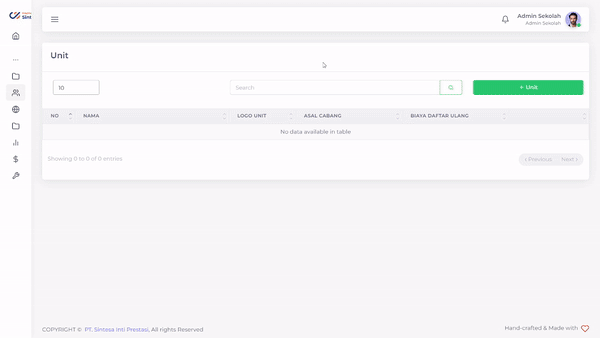 Sint
Admin Sekolah
Admin Sekolah
Unit
10
Search
+ Unit
NO NAMA LOGO UNIT ASAL CABANG BIAYA DAFTAR ULANG
No data available in table
Showing 0 to 0 of 0 entries
‹ Previous Next ›
COPYRIGHT © PT. Sintesa Inti Prestasi, All rights Reserved
Hand-crafted & Made with